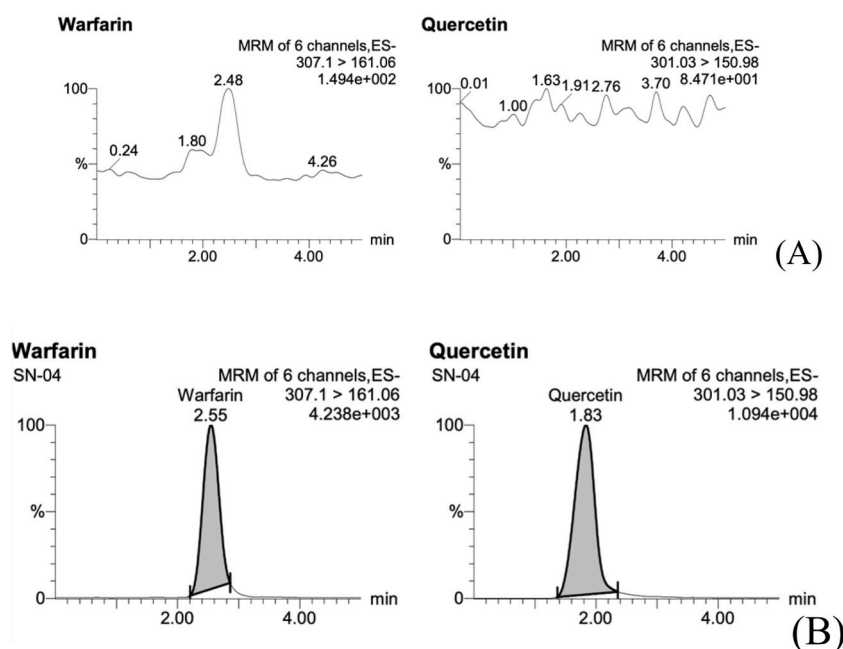 Warfarin
MRM of 6 channels,ES-
307.1 > 161.06
1.494e+002
100
%
0
0.24
1.80
2.48
4.26
2.00
4.00
min
Quercetin
MRM of 6 channels,ES-
301.03 > 150.98
8.471e+001
100
%
0
0.01
1.00
1.63
1.91
2.76
3.70
2.00
4.00
min
(A)
Warfarin
SN-04
MRM of 6 channels,ES-
307.1 > 161.06
4.238e+003
Warfarin
2.55
100
%
0
2.00
4.00
min
Quercetin
SN-04
MRM of 6 channels,ES-
301.03 > 150.98
1.094e+004
Quercetin
1.83
100
%
0
2.00
4.00
min
(B)